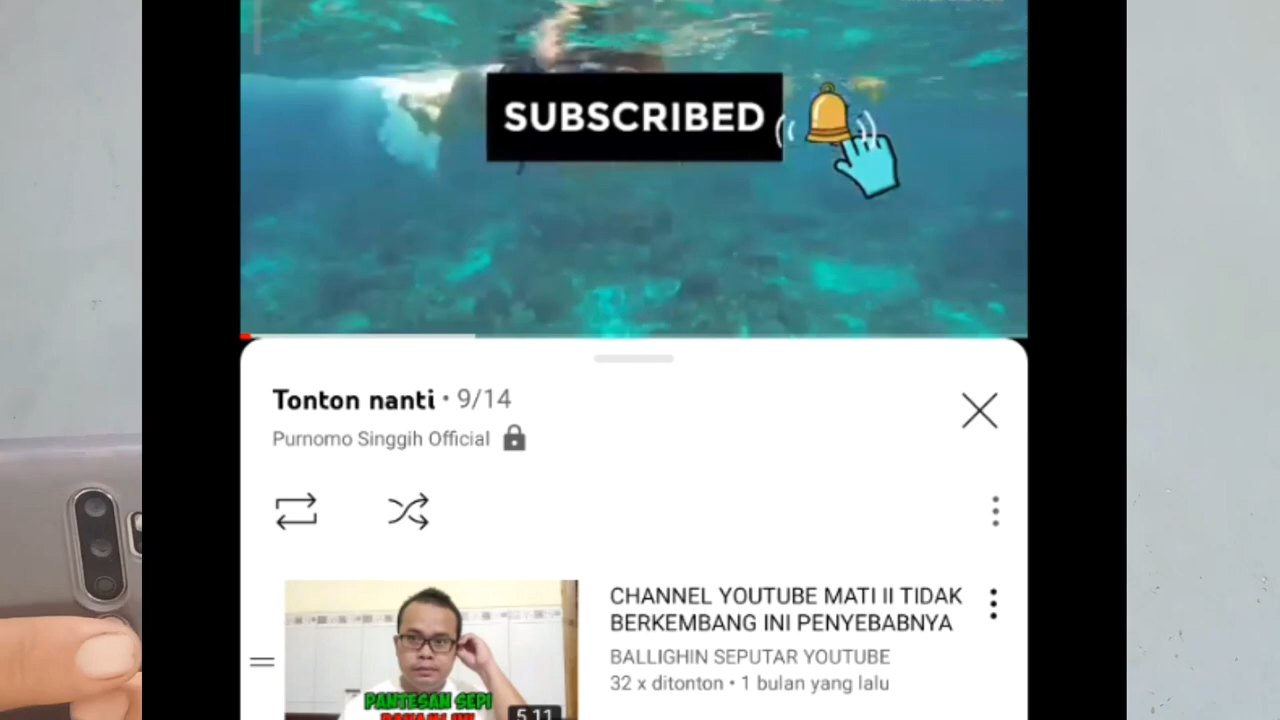 SUBSCRIBED
Tonton nanti • 9/14
Purnomo Singgih Official
CHANNEL YOUTUBE MATI II TIDAK
BERKEMBANG INI PENYEBABNYA
BALLIGHIN SEPUTAR YOUTUBE
32 x ditonton • 1 bulan yang lalu
PANTESAN SEPI
5.11